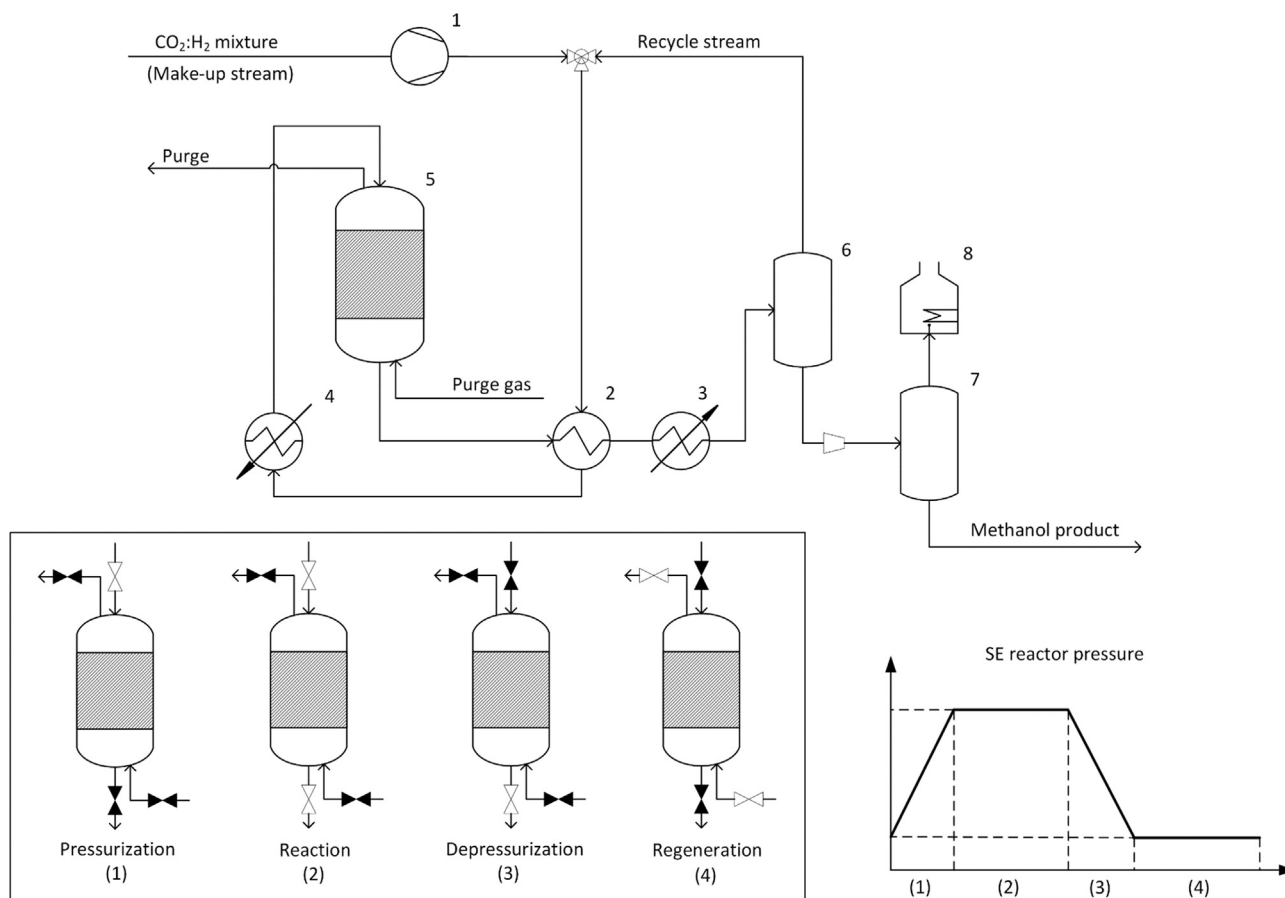 1
CO₂:H₂ mixture
(Make-up stream)
Recycle stream
Purge
5
6
8
4
Purge gas
2
3
7
Methanol product
SE reactor pressure
Pressurization
(1)
Reaction
(2)
Depressurization
(3)
Regeneration
(4)
(1) (2) (3) (4)